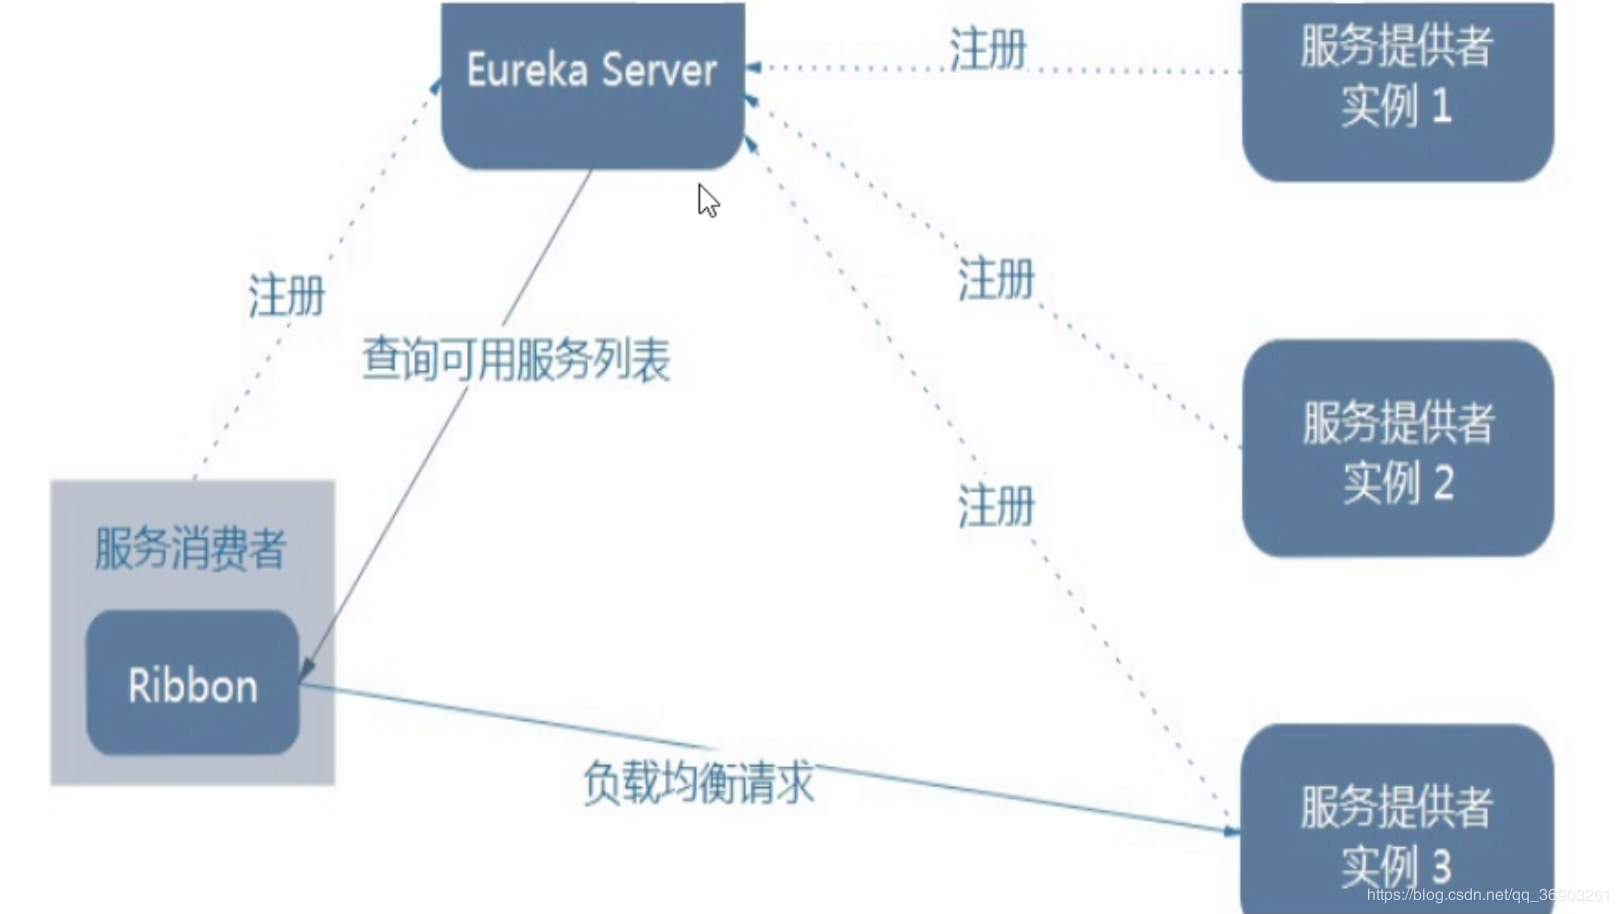 Eureka Server
注册
服务提供者
实例 1
注册
注册
查询可用服务列表
服务提供者
实例 2
注册
服务消费者
Ribbon
负载均衡请求
服务提供者
实例 3
https://blog.csdn.net/qq_36903261